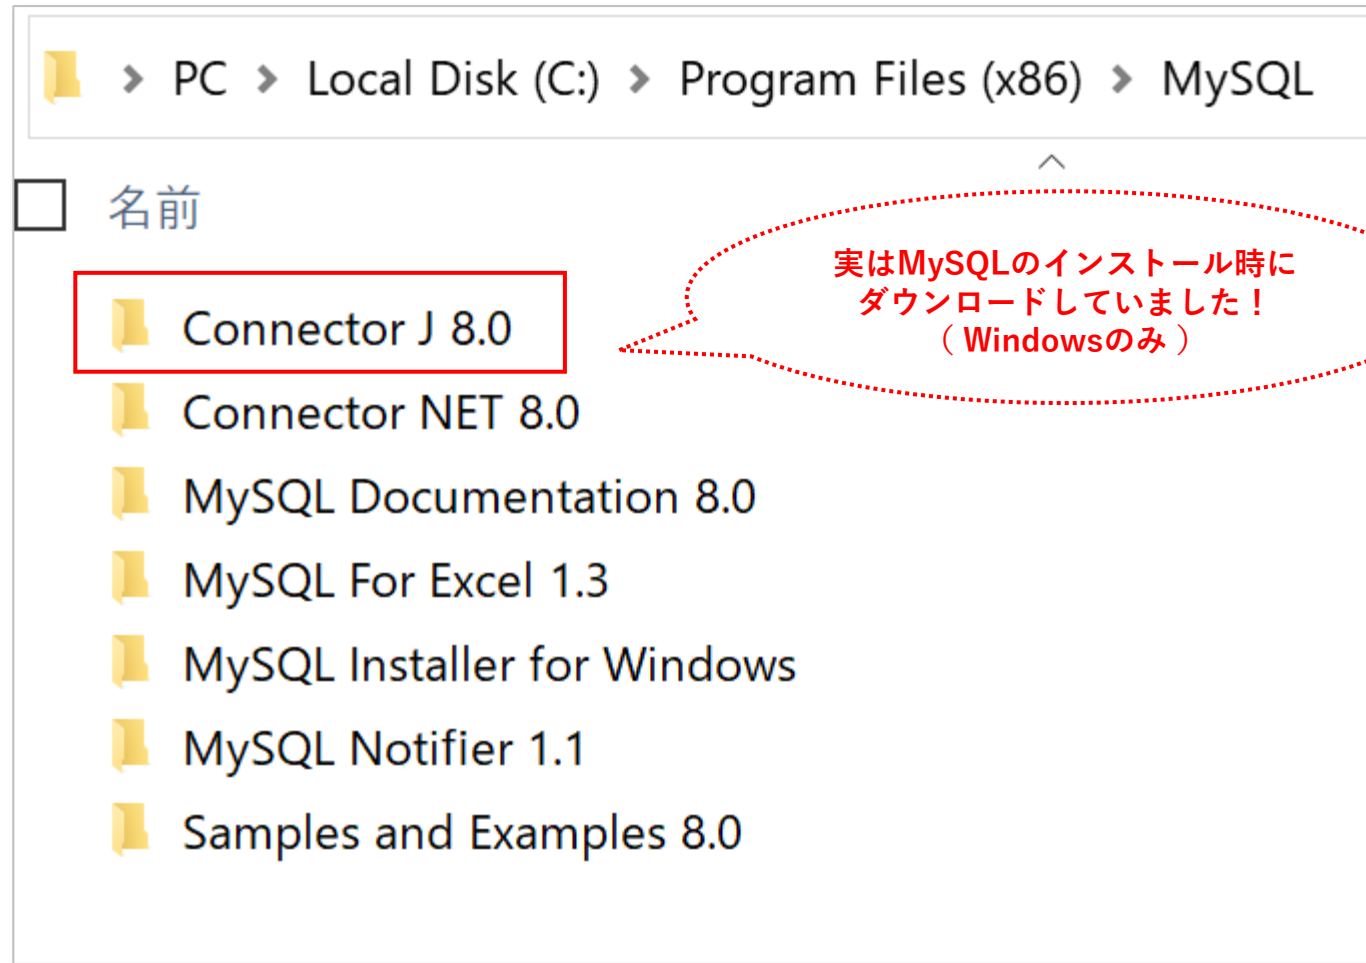 PC > Local Disk (C:) > Program Files (x86) > MySQL
名前
実はMySQLのインストール時に
ダウンロードしていました！
（Windowsのみ）
Connector J 8.0
Connector NET 8.0
MySQL Documentation 8.0
MySQL For Excel 1.3
MySQL Installer for Windows
MySQL Notifier 1.1
Samples and Examples 8.0